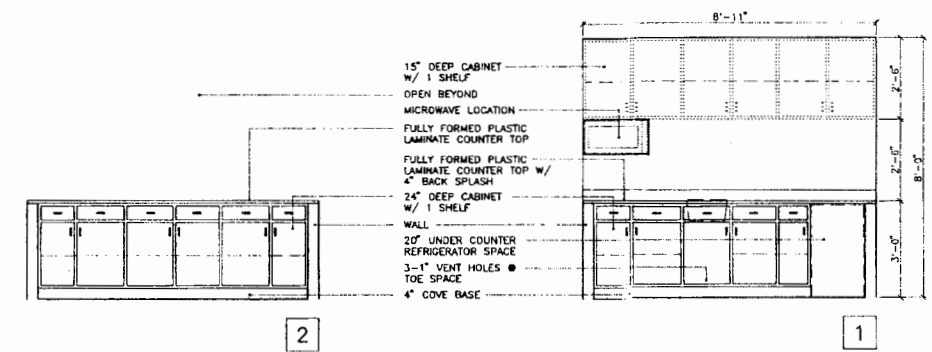 8'-11"
15" DEEP CABINET
W/ 1 SHELF
OPEN BEYOND
MICROWAVE LOCATION
FULLY FORMED PLASTIC
LAMINATE COUNTER TOP
FULLY FORMED PLASTIC
LAMINATE COUNTER TOP W/
4" BACK SPLASH
24" DEEP CABINET
W/ 1 SHELF
WALL
20" UNDER COUNTER
REFRIGERATOR SPACE
3-1" VENT HOLES @
TOE SPACE
4" COVE BASE
2'-6"
2'-6"
3'-0"
8'-0"
2
1